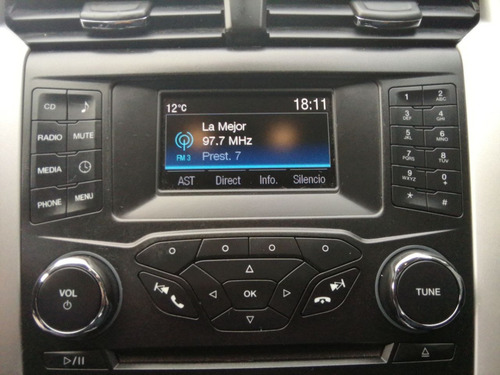 12°C 18:11
La Mejor
97.7 MHz
FM 3 Prest. 7
AST Direct Info. Silencio
CD
RADIO MUTE
MEDIA
PHONE MENU
1 2 ABC
3 DEF 4 GHI
5 JKL 6 MNO
7 PQRS 8 TUV
9 WXYZ 0 +
* #
VOL
OK
TUNE